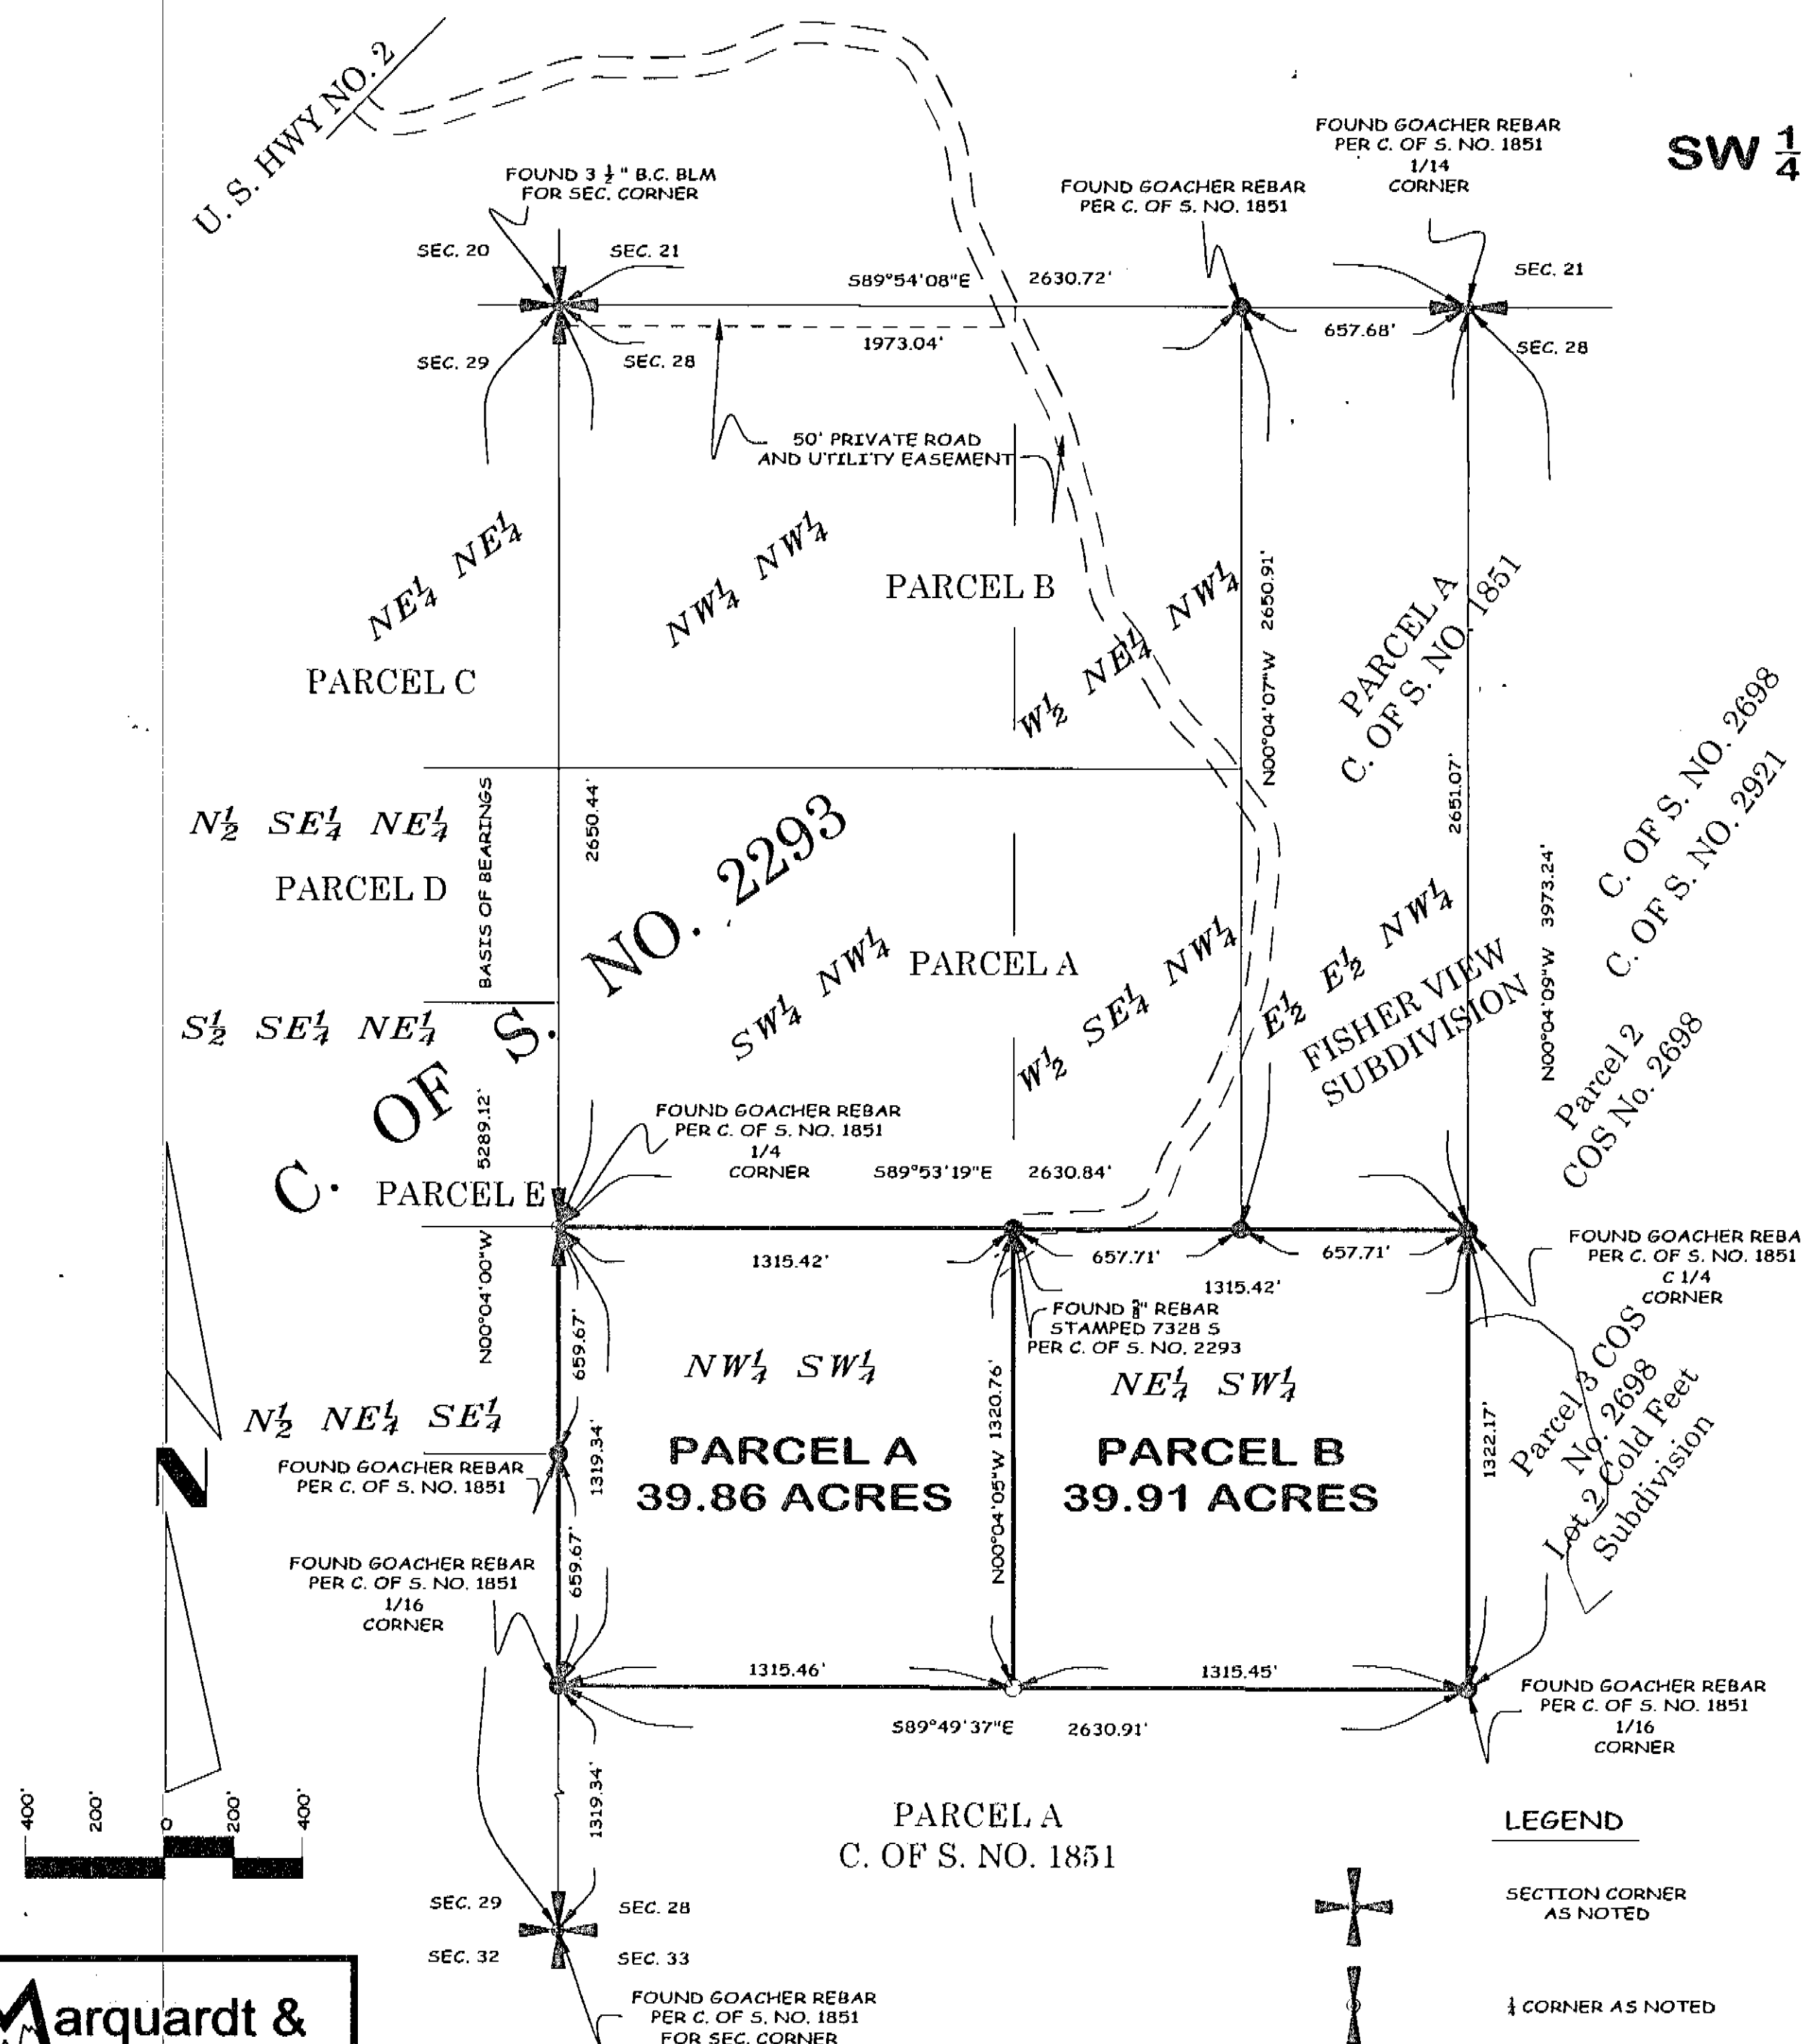 U. S. HWY NO. 2
FOUND 3 ½" B.C. BLM
FOR SEC. CORNER
FOUND GOACHER REBAR
PER C. OF S. NO. 1851
FOUND GOACHER REBAR
PER C. OF S. NO. 1851
1/14
CORNER
SW ¼
SEC. 20
SEC. 21
S89°54'08"E 2630.72'
SEC. 21
1973.04'
657.68'
SEC. 29
SEC. 28
SEC. 28
50' PRIVATE ROAD
AND UTILITY EASEMENT
NE¼ NE¼
NW¼ NW¼
PARCEL B
W½ NE¼ NW¼
N00°04'07"W 2650.91'
PARCEL A
C. OF S. NO. 1851
PARCEL C
2651.07'
C. OF S. NO. 2698
C. OF S. NO. 2921
N½ SE¼ NE¼
PARCEL D
BASIS OF BEARINGS
2650.44'
C. OF S. NO. 2293
SW¼ NW¼
PARCEL A
W½ SE¼ NW¼
E½ E½ NW¼
FISHER VIEW
SUBDIVISION
N00°04'09"W 3973.24'
Parcel 2
COS No. 2698
S½ SE¼ NE¼
N00°04'00"W 5289.12'
FOUND GOACHER REBAR
PER C. OF S. NO. 1851
1/4
CORNER
S89°53'19"E 2630.84'
PARCEL E
1315.42'
657.71'
657.71'
1315.42'
FOUND GOACHER REBA
PER C. OF S. NO. 1851
C 1/4
CORNER
FOUND ⅝" REBAR
STAMPED 7328 S
PER C. OF S. NO. 2293
659.67'
NW¼ SW¼
NE¼ SW¼
N½ NE¼ SE¼
1319.34'
PARCEL A
39.86 ACRES
N00°04'05"W 1320.76'
PARCEL B
39.91 ACRES
1322.17'
Parcel 3 COS
No. 2698
Lot 2 Cold Feet
Subdivision
N
FOUND GOACHER REBAR
PER C. OF S. NO. 1851
FOUND GOACHER REBAR
PER C. OF S. NO. 1851
1/16
CORNER
659.67'
1315.46'
1315.45'
S89°49'37"E 2630.91'
FOUND GOACHER REBAR
PER C. OF S. NO. 1851
1/16
CORNER
1319.34'
400' 200' 0 200' 400'
PARCEL A
C. OF S. NO. 1851
LEGEND
SEC. 29
SEC. 28
SECTION CORNER
AS NOTED
SEC. 32
SEC. 33
FOUND GOACHER REBAR
PER C. OF S. NO. 1851
FOR SEC. CORNER
¼ CORNER AS NOTED
Marquardt &